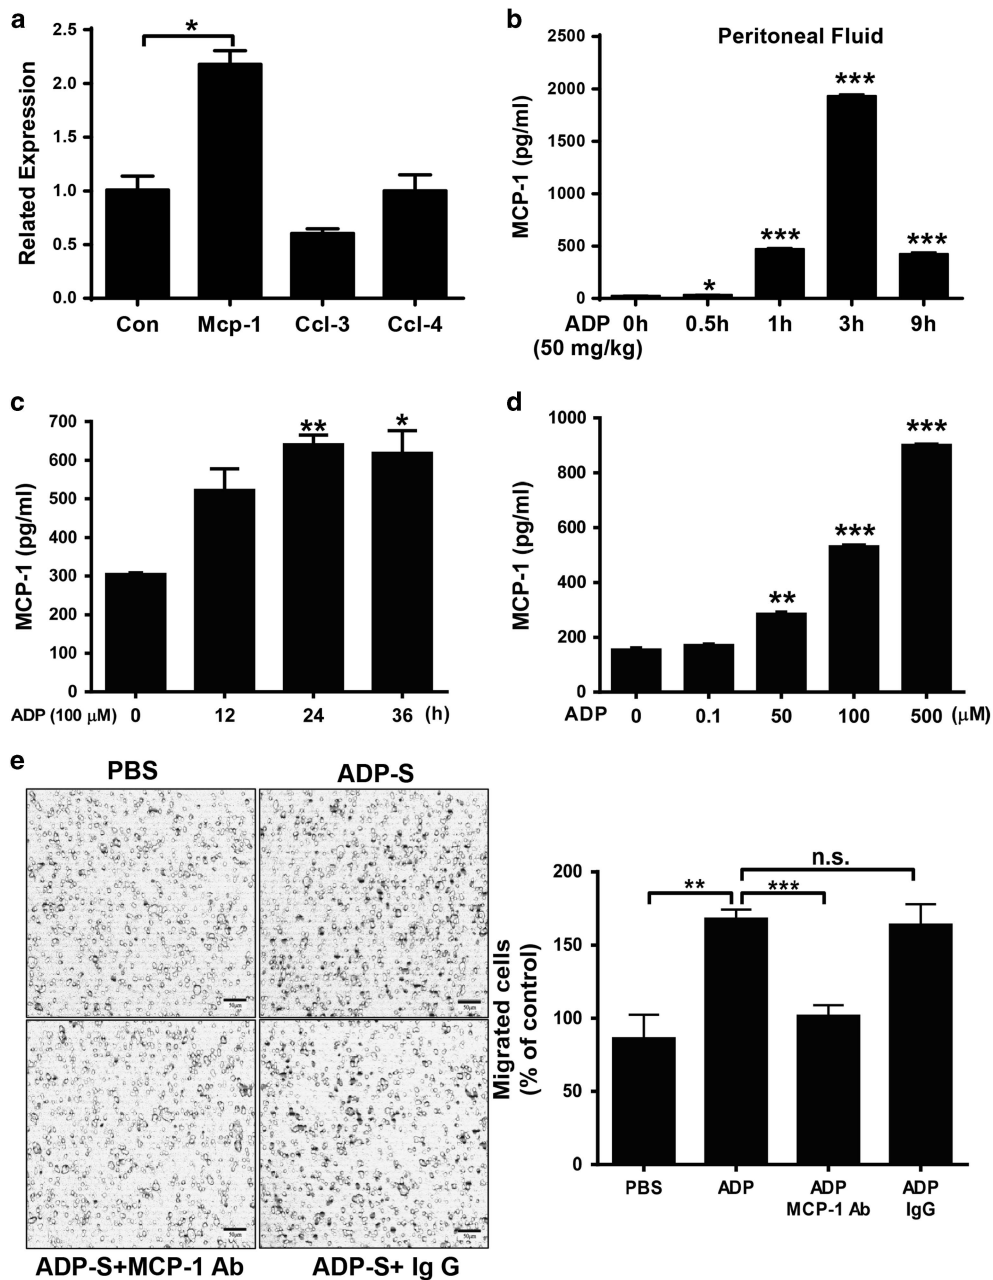 a
*
2.5
2.0
1.5
1.0
0.5
0.0
Related Expression
Con Mcp-1 Ccl-3 Ccl-4
b
Peritoneal Fluid
2500
2000
1500
1000
500
0
MCP-1 (pg/ml)
* *** *** ***
ADP 0h 0.5h 1h 3h 9h
(50 mg/kg)
c
700
600
500
400
300
200
100
0
MCP-1 (pg/ml)
** *
ADP (100 µM) 0 12 24 36 (h)
d
1000
800
600
400
200
0
MCP-1 (pg/ml)
** *** ***
ADP 0 0.1 50 100 500 (µM)
e
PBS ADP-S
50µm 50µm
50µm 50µm
ADP-S+MCP-1 Ab ADP-S+ Ig G
n.s.
** ***
200
150
100
50
0
Migrated cells
(% of control)
PBS ADP ADP ADP
MCP-1 Ab IgG